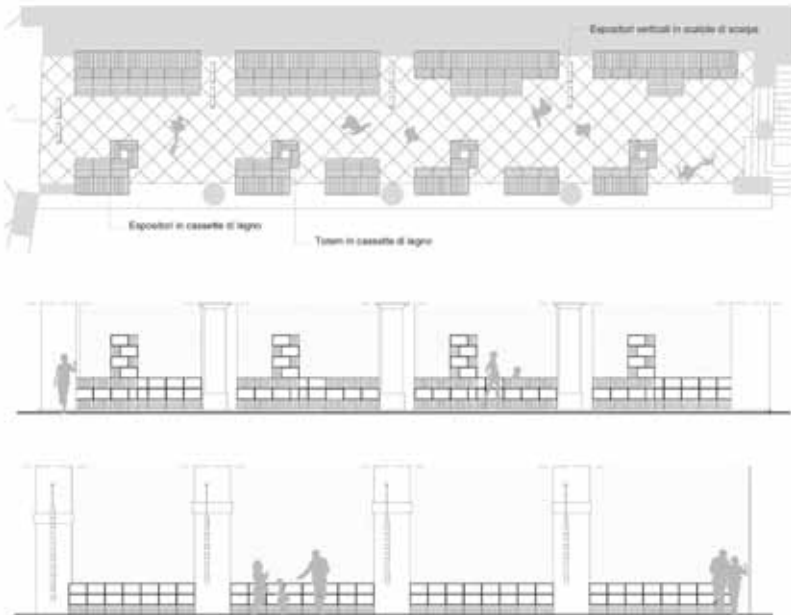 Espositori verticali in scatole di scarpe
Espositori in cassette di legno
Totem in cassette di legno